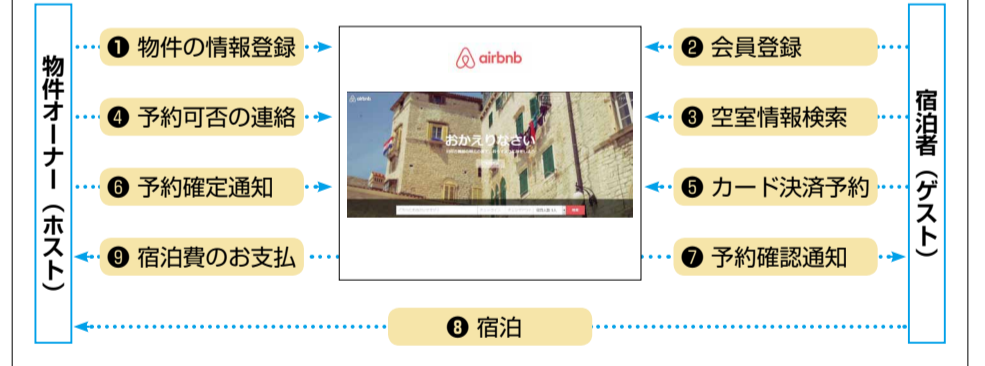 物件オーナー（ホスト）
❶ 物件の情報登録
❹ 予約可否の連絡
❻ 予約確定通知
❾ 宿泊費のお支払
airbnb
airbnb
おかえりなさい
❷ 会員登録
❸ 空室情報検索
❺ カード決済予約
❼ 予約確認通知
宿泊者（ゲスト）
❽ 宿泊